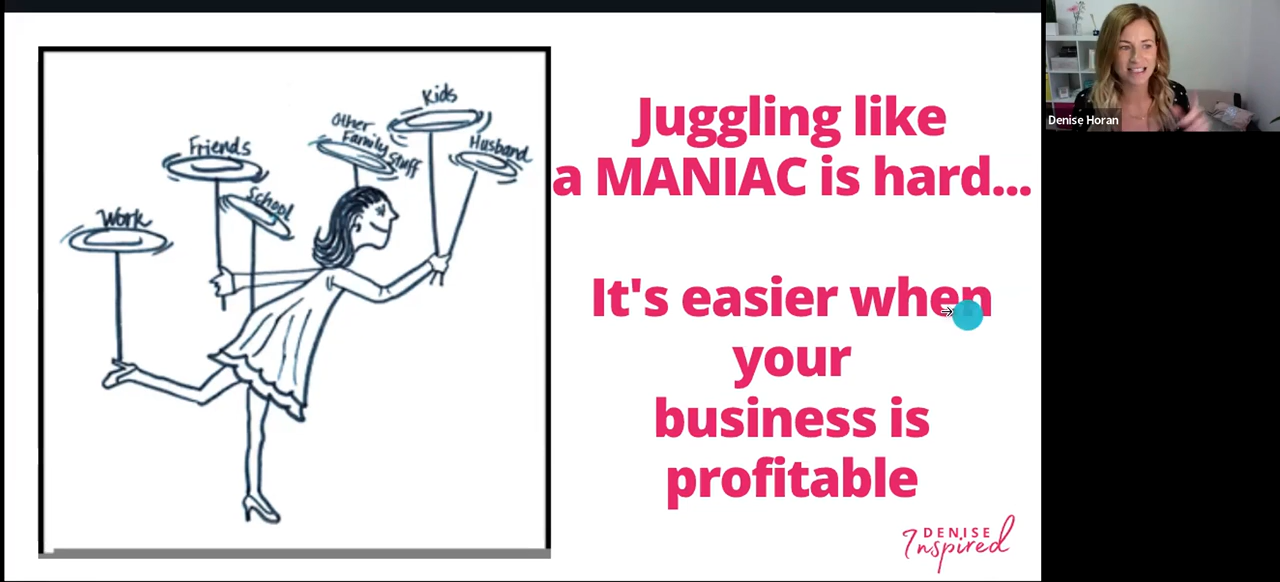 Kids
Other
Family Stuff
Husband
Friends
School
Work
Juggling like
a MANIAC is hard...
It's easier when
your
business is
profitable
DENISE
Inspired
Denise Horan